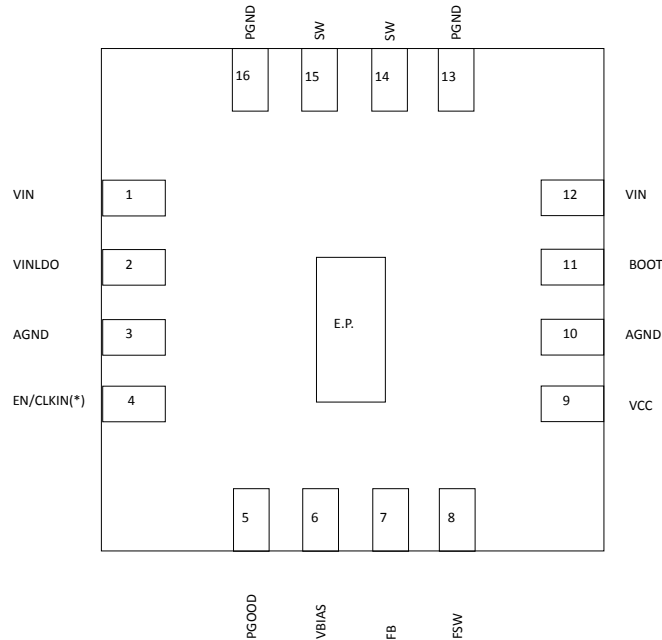 PGND SW SW PGND
16 15 14 13
VIN 1 12 VIN
VINLDO 2 11 BOOT
E.P.
AGND 3 10 AGND
EN/CLKIN(*) 4 9 VCC
5 6 7 8
PGOOD VBIAS FB FSW